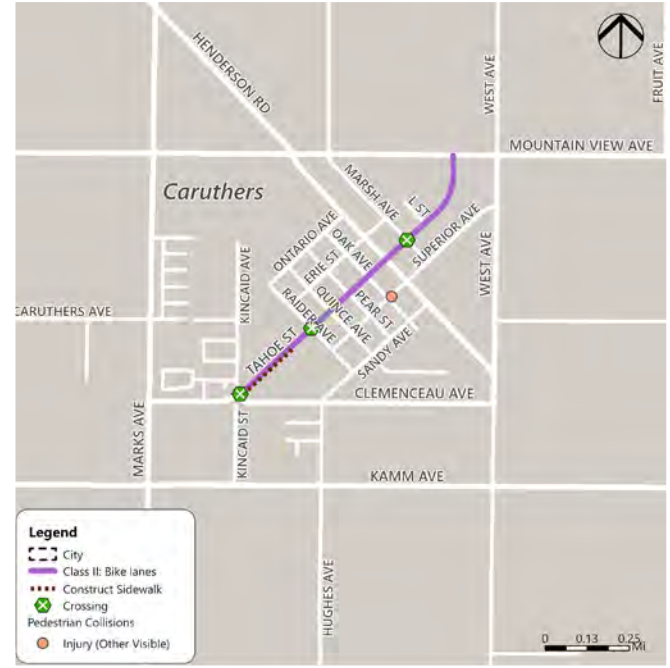 HENDERSON RD
WEST AVE
FRUIT AVE
MOUNTAIN VIEW AVE
Caruthers
MARSH AVE
L ST
SUPERIOR AVE
ONTARIO AVE
OAK AVE
ERIE ST
KINCAID AVE
WEST AVE
CARUTHERS AVE
RAIDER AVE
QUINCE AVE
PEAR ST
TAHOE ST
SANDY AVE
CLEMENCEAU AVE
MARKS AVE
KINCAID ST
KAMM AVE
HUGHES AVE
Legend
City
Class II: Bike lanes
Construct Sidewalk
Crossing
Pedestrian Collisions
Injury (Other Visible)
0 0.13 0.25
Mi